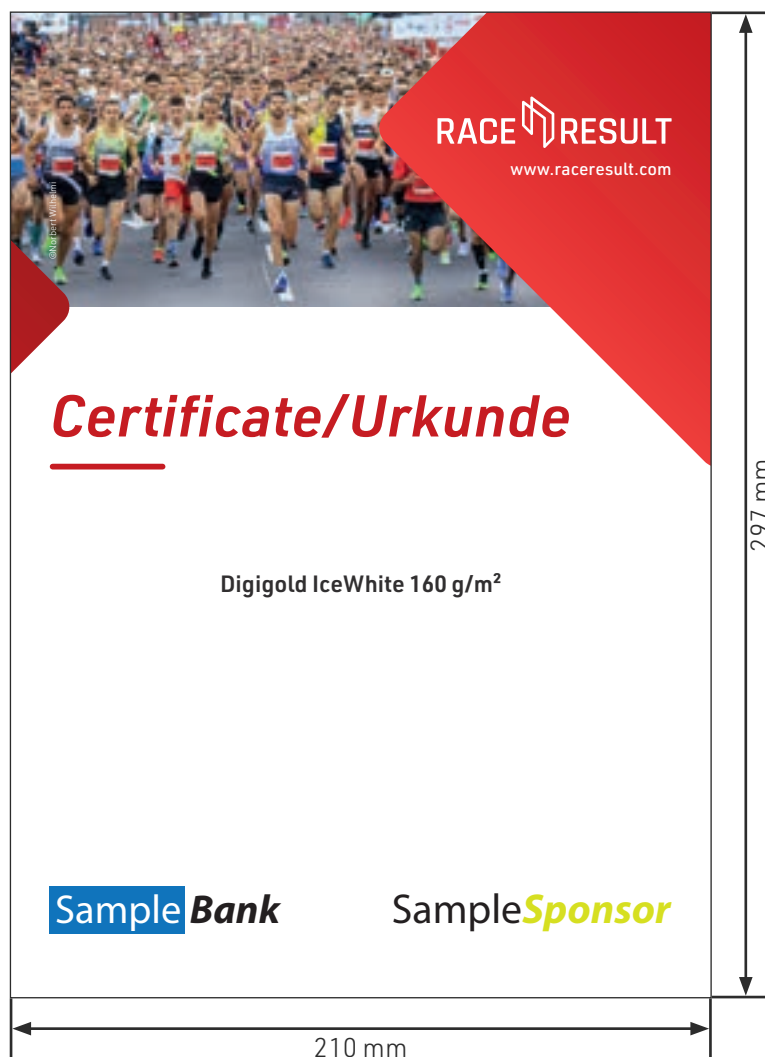 RACE RESULT
www.raceresult.com
©Norbert Wilhelmi
Certificate/Urkunde
Digigold IceWhite 160 g/m²
297 mm
Sample Bank
SampleSponsor
210 mm